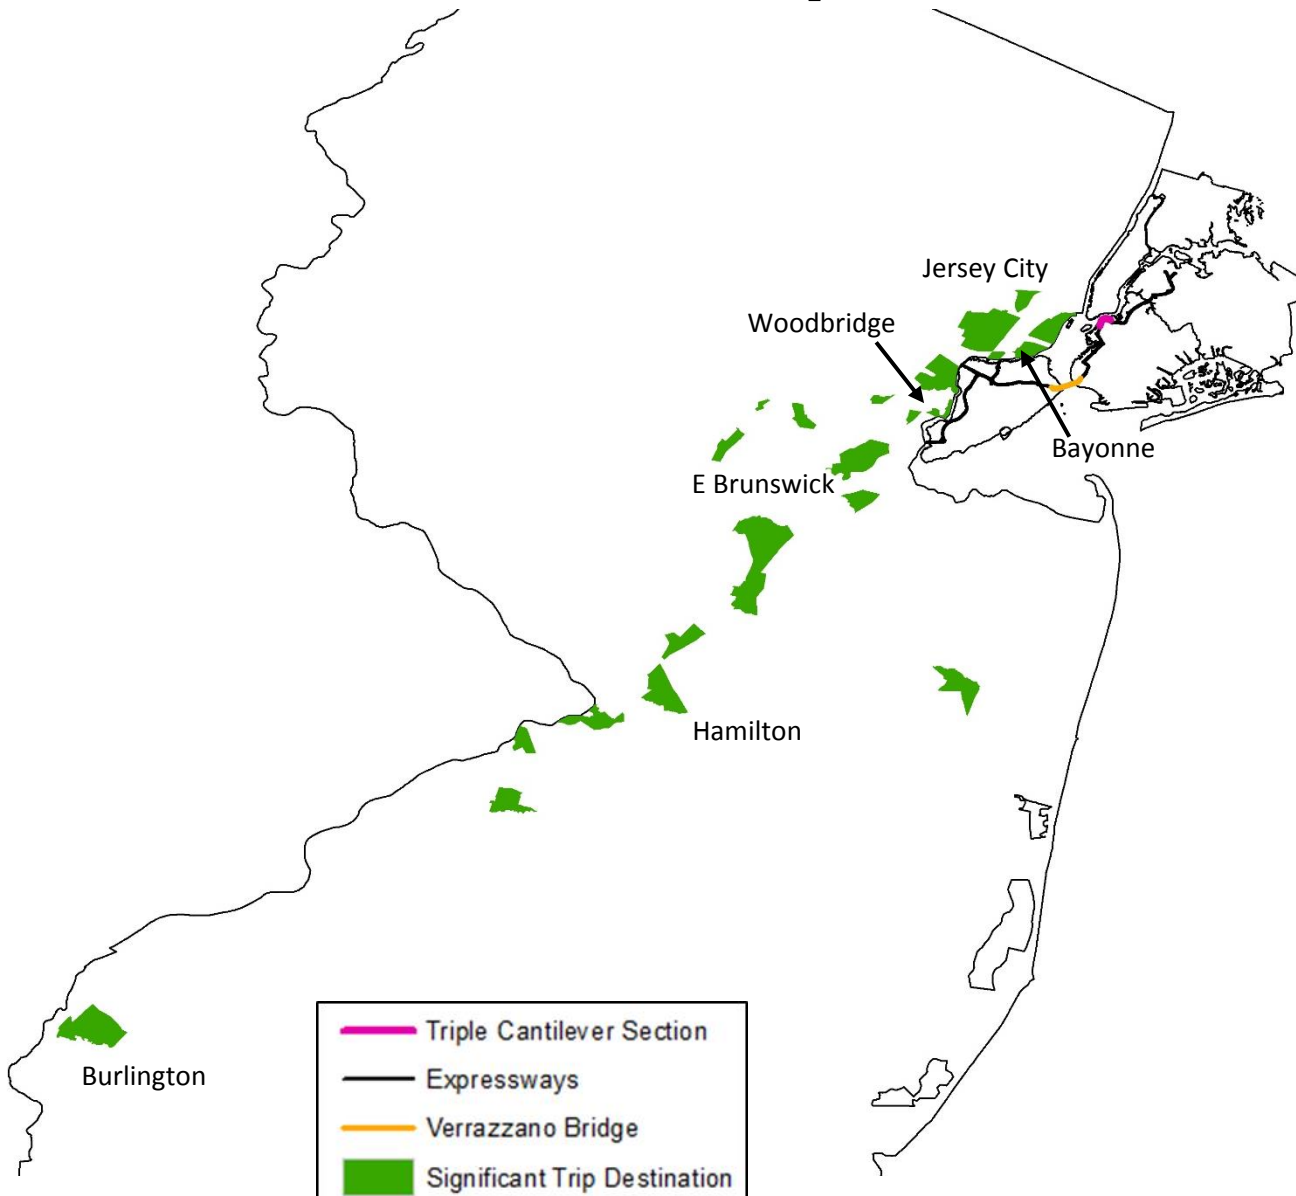 Jersey City
Woodbridge
Bayonne
E Brunswick
Hamilton
Burlington
Triple Cantilever Section
Expressways
Verrazzano Bridge
Significant Trip Destination